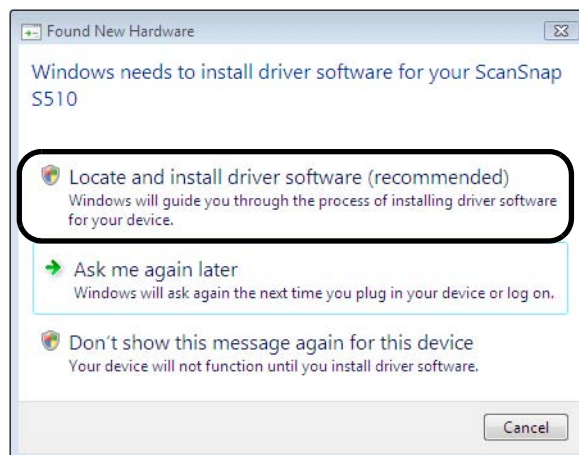 Found New Hardware
Windows needs to install driver software for your ScanSnap
S510
Locate and install driver software (recommended)
Windows will guide you through the process of installing driver software
for your device.
Ask me again later
Windows will ask again the next time you plug in your device or log on.
Don't show this message again for this device
Your device will not function until you install driver software.
Cancel